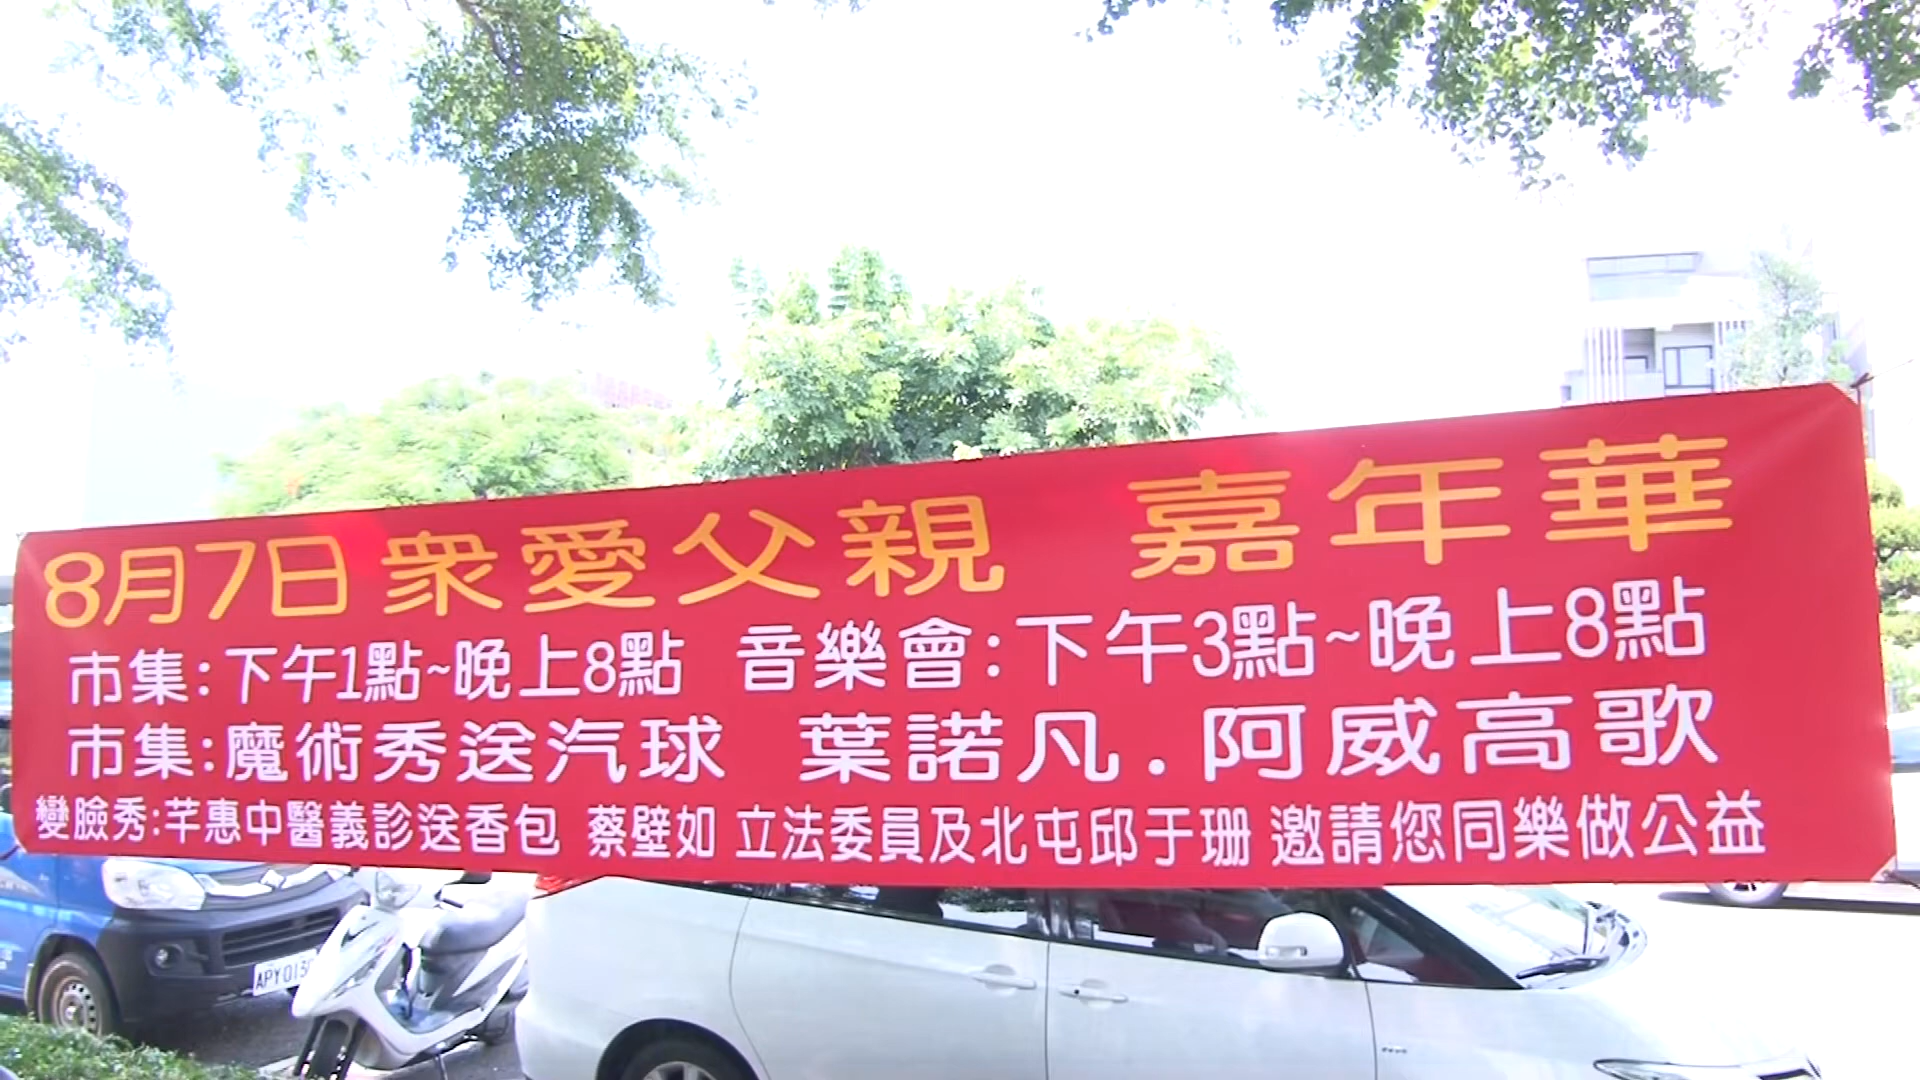 8月7日衆愛父親 嘉年華
市集:下午1點~晚上8點 音樂會:下午3點~晚上8點
市集:魔術秀送汽球 葉諾凡.阿威高歌
變臉秀:芊惠中醫義診送香包 蔡壁如 立法委員及北屯邱于珊 邀請您同樂做公益